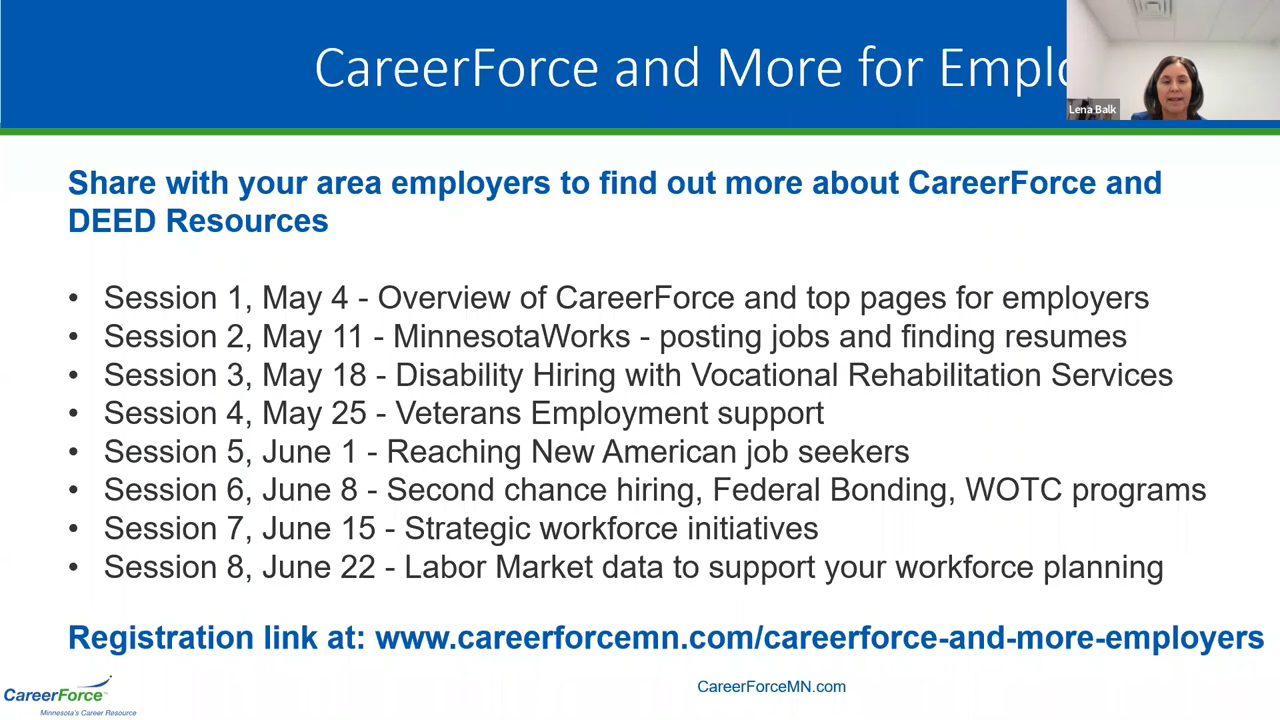 CareerForce and More for Emplo
Lena Balk
Share with your area employers to find out more about CareerForce and
DEED Resources
• Session 1, May 4 - Overview of CareerForce and top pages for employers
• Session 2, May 11 - MinnesotaWorks - posting jobs and finding resumes
• Session 3, May 18 - Disability Hiring with Vocational Rehabilitation Services
• Session 4, May 25 - Veterans Employment support
• Session 5, June 1 - Reaching New American job seekers
• Session 6, June 8 - Second chance hiring, Federal Bonding, WOTC programs
• Session 7, June 15 - Strategic workforce initiatives
• Session 8, June 22 - Labor Market data to support your workforce planning
Registration link at: www.careerforcemn.com/careerforce-and-more-employers
CareerForce™
Minnesota's Career Resource
CareerForceMN.com